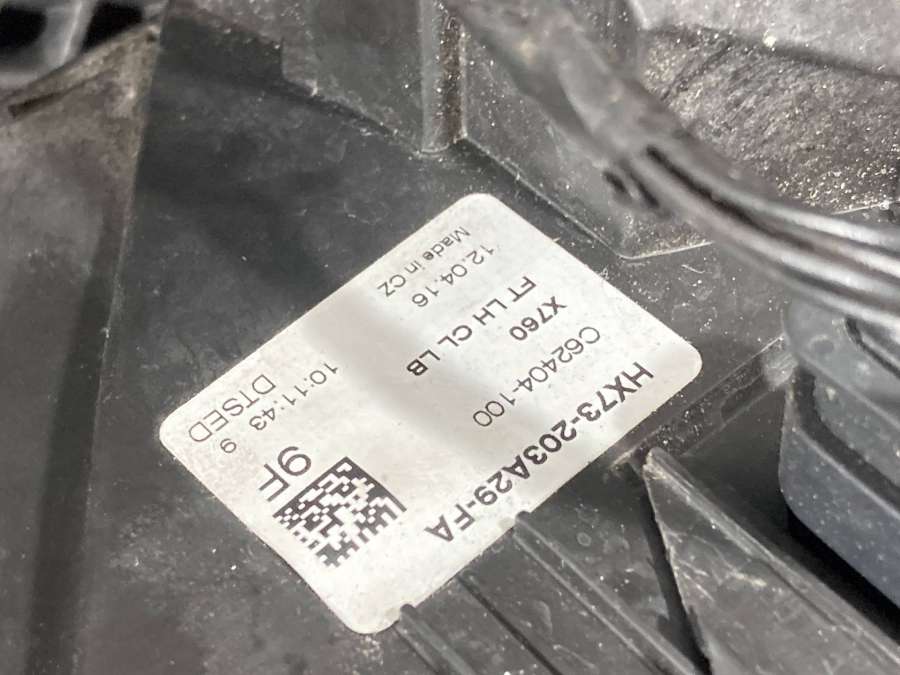 HX73-203A29-FA
C62404-100
X760
FT LH CL LB
12.04.16
10:11:43 9
Made in CZ
DTSED
9F